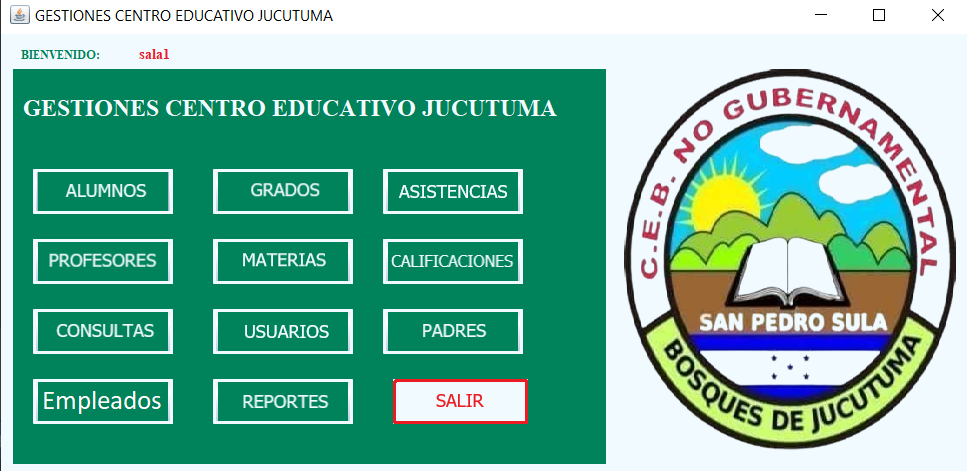 GESTIONES CENTRO EDUCATIVO JUCUTUMA
BIENVENIDO: sala1
GESTIONES CENTRO EDUCATIVO JUCUTUMA
ALUMNOS GRADOS ASISTENCIAS
PROFESORES MATERIAS CALIFICACIONES
CONSULTAS USUARIOS PADRES
Empleados REPORTES SALIR
C.E.B. NO GUBERNAMENTAL
SAN PEDRO SULA
BOSQUES DE JUCUTUMA